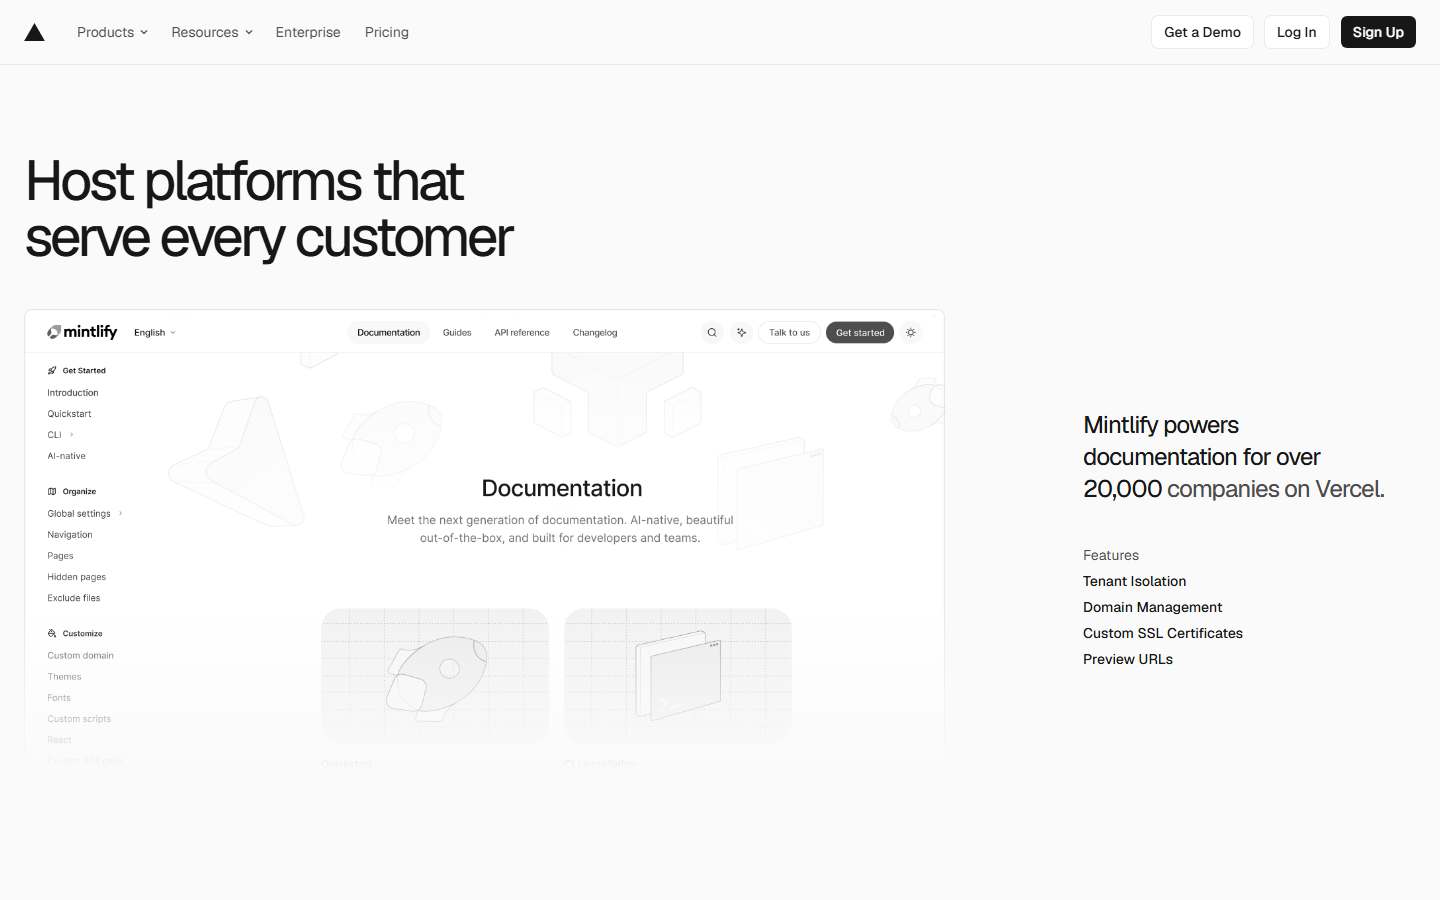 Products Resources Enterprise Pricing Get a Demo Log In Sign Up
Host platforms that
serve every customer
mintlify English Documentation Guides API reference Changelog Talk to us Get started
Get Started
Introduction
Quickstart
CLI
AI-native
Organize
Global settings
Navigation
Pages
Hidden pages
Exclude files
Customize
Custom domain
Themes
Fonts
Custom scripts
React
Documentation
Meet the next generation of documentation. AI-native, beautiful
out-of-the-box, and built for developers and teams.
Mintlify powers
documentation for over
20,000 companies on Vercel.
Features
Tenant Isolation
Domain Management
Custom SSL Certificates
Preview URLs